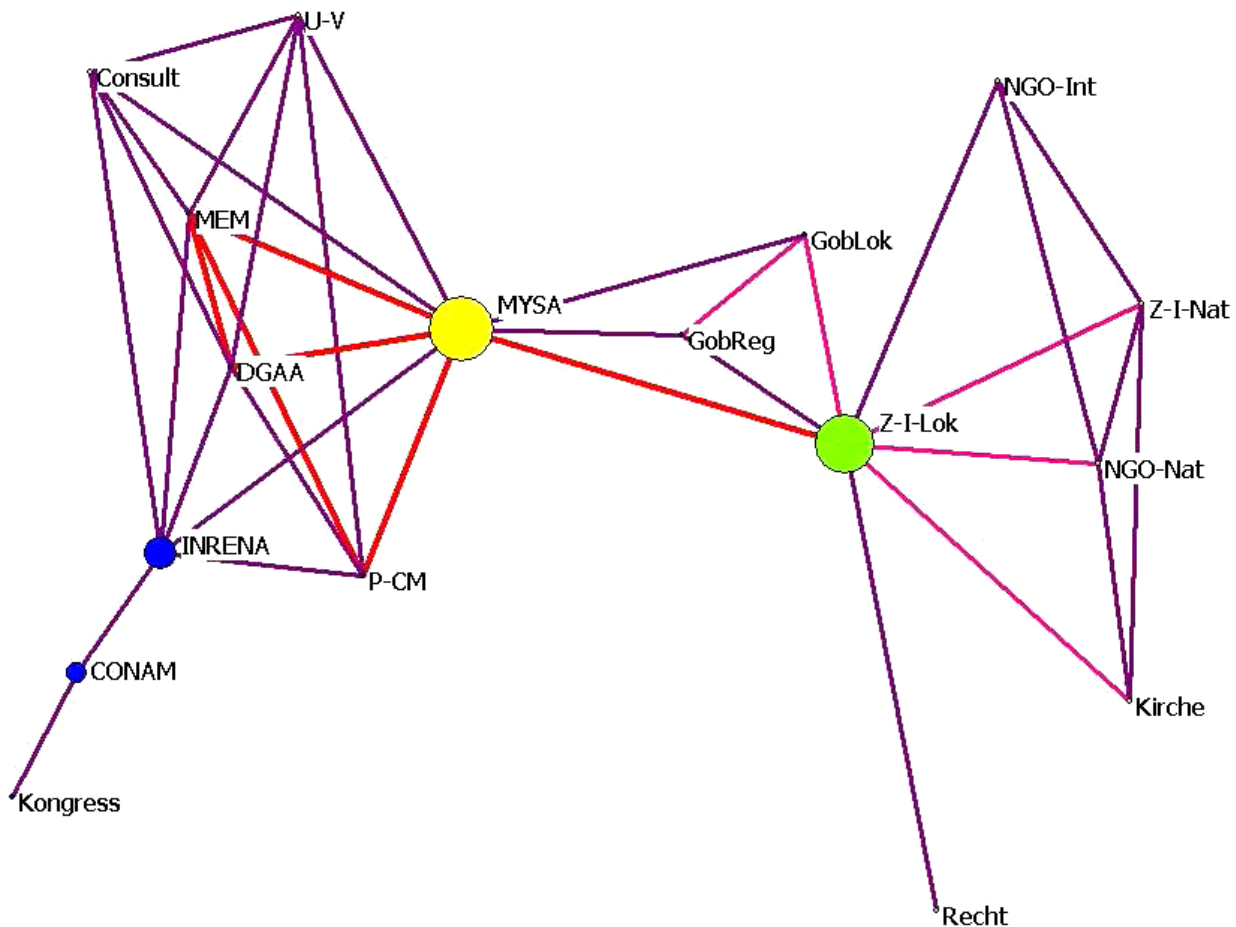 U-V
Consult
NGO-Int
MEM
GobLok
MYSA
Z-I-Nat
GobReg
DGAA
Z-I-Lok
NGO-Nat
INRENA
P-CM
CONAM
Kirche
Kongress
Recht